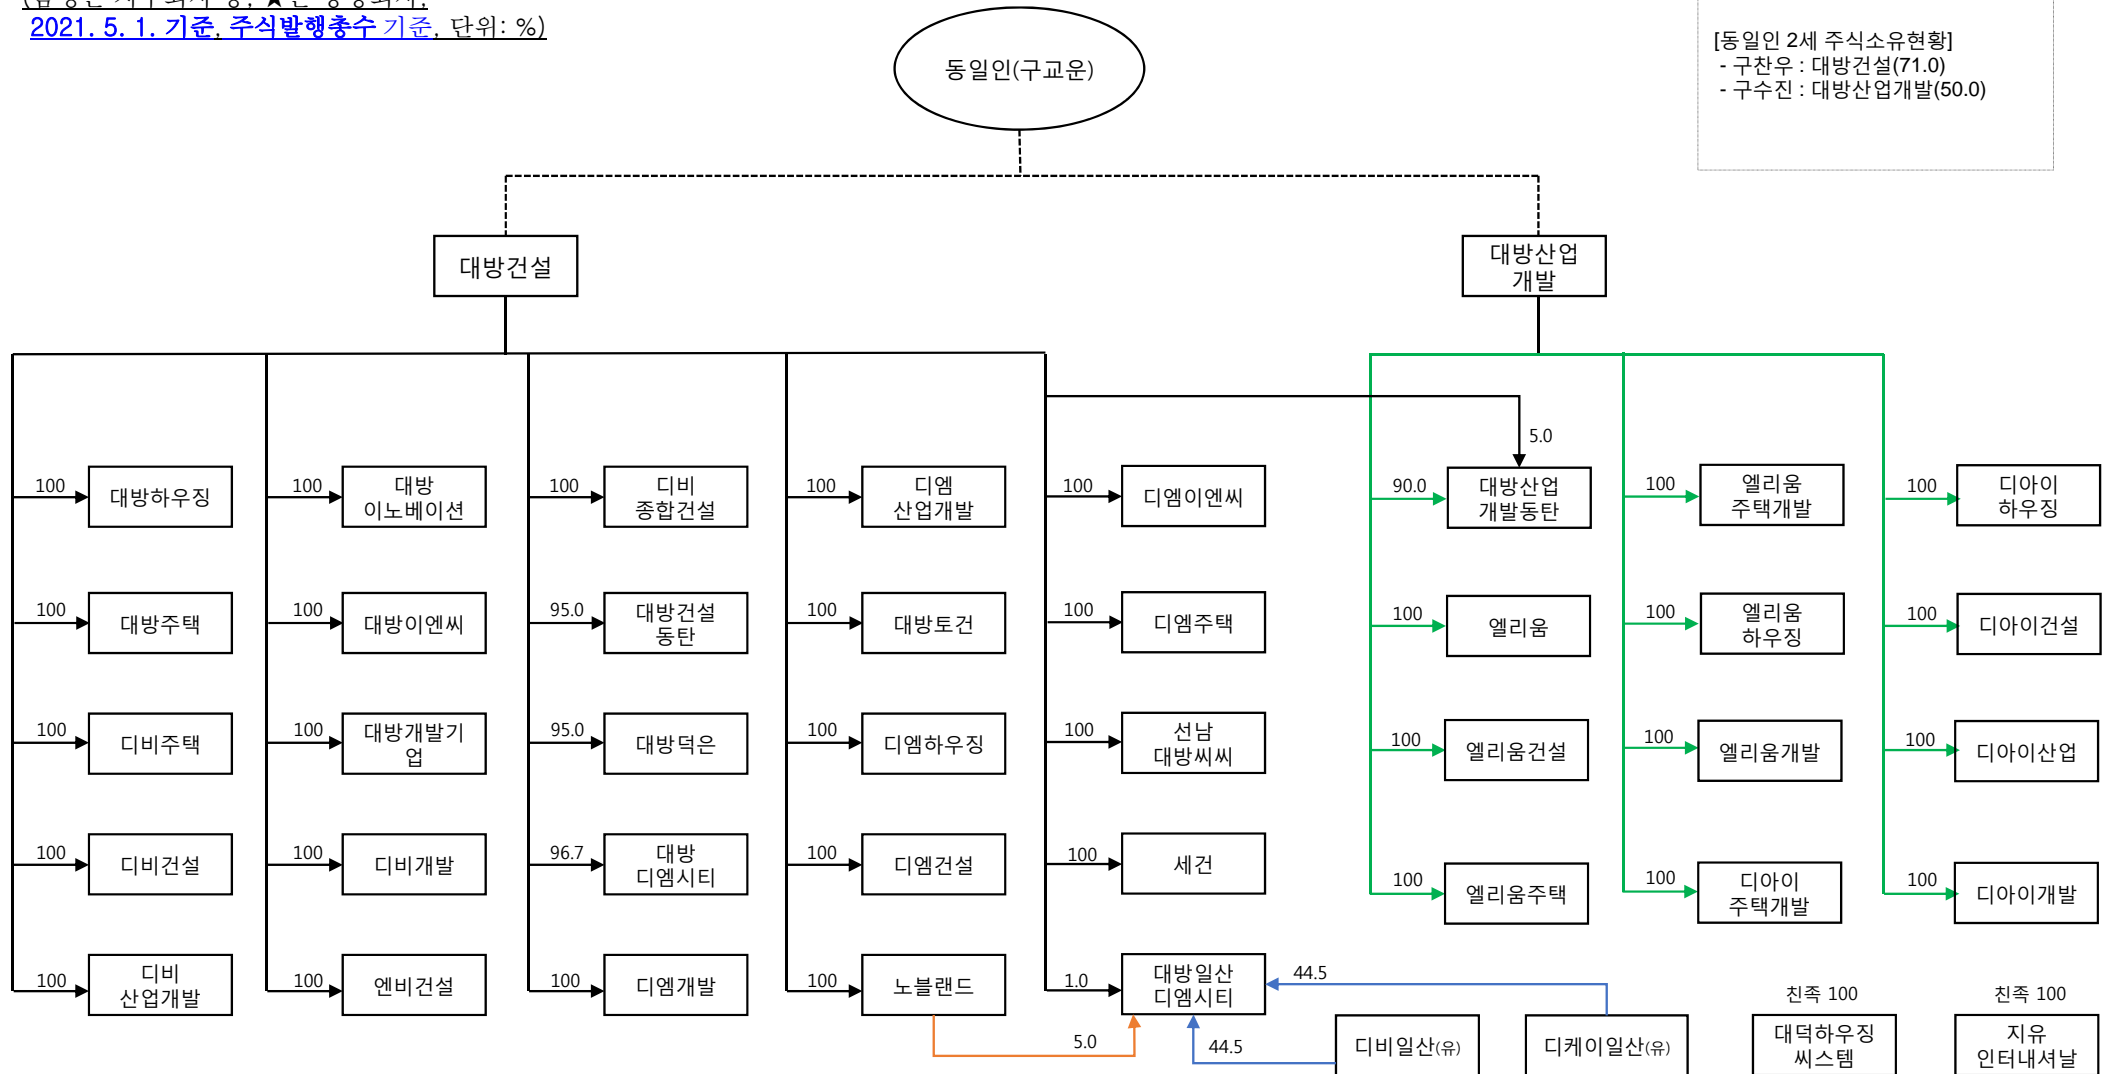 2021. 5. 1. 기준, 주식발행총수 기준, 단위: %)
동일인(구교운)
[동일인 2세 주식소유현황]
- 구찬우 : 대방건설(71.0)
- 구수진 : 대방산업개발(50.0)
대방건설
대방산업
개발
5.0
100
대방하우징
100
대방
이노베이션
100
디비
종합건설
100
디엠
산업개발
100
디엠이엔씨
90.0
대방산업
개발동탄
100
엘리움
주택개발
100
디아이
하우징
100
대방주택
100
대방이엔씨
95.0
대방건설
동탄
100
대방토건
100
디엠주택
100
엘리움
100
엘리움
하우징
100
디아이건설
100
디비주택
100
대방개발기
업
95.0
대방덕은
100
디엠하우징
100
선남
대방씨씨
100
엘리움건설
100
엘리움개발
100
디아이산업
100
디비건설
100
디비개발
96.7
대방
디엠시티
100
디엠건설
100
세건
100
엘리움주택
100
디아이
주택개발
100
디아이개발
100
디비
산업개발
100
엔비건설
100
디엠개발
100
노블랜드
1.0
대방일산
디엠시티
44.5
5.0
44.5
디비일산(유)
디케이일산(유)
친족 100
대덕하우징
씨스템
친족 100
지유
인터내셔날